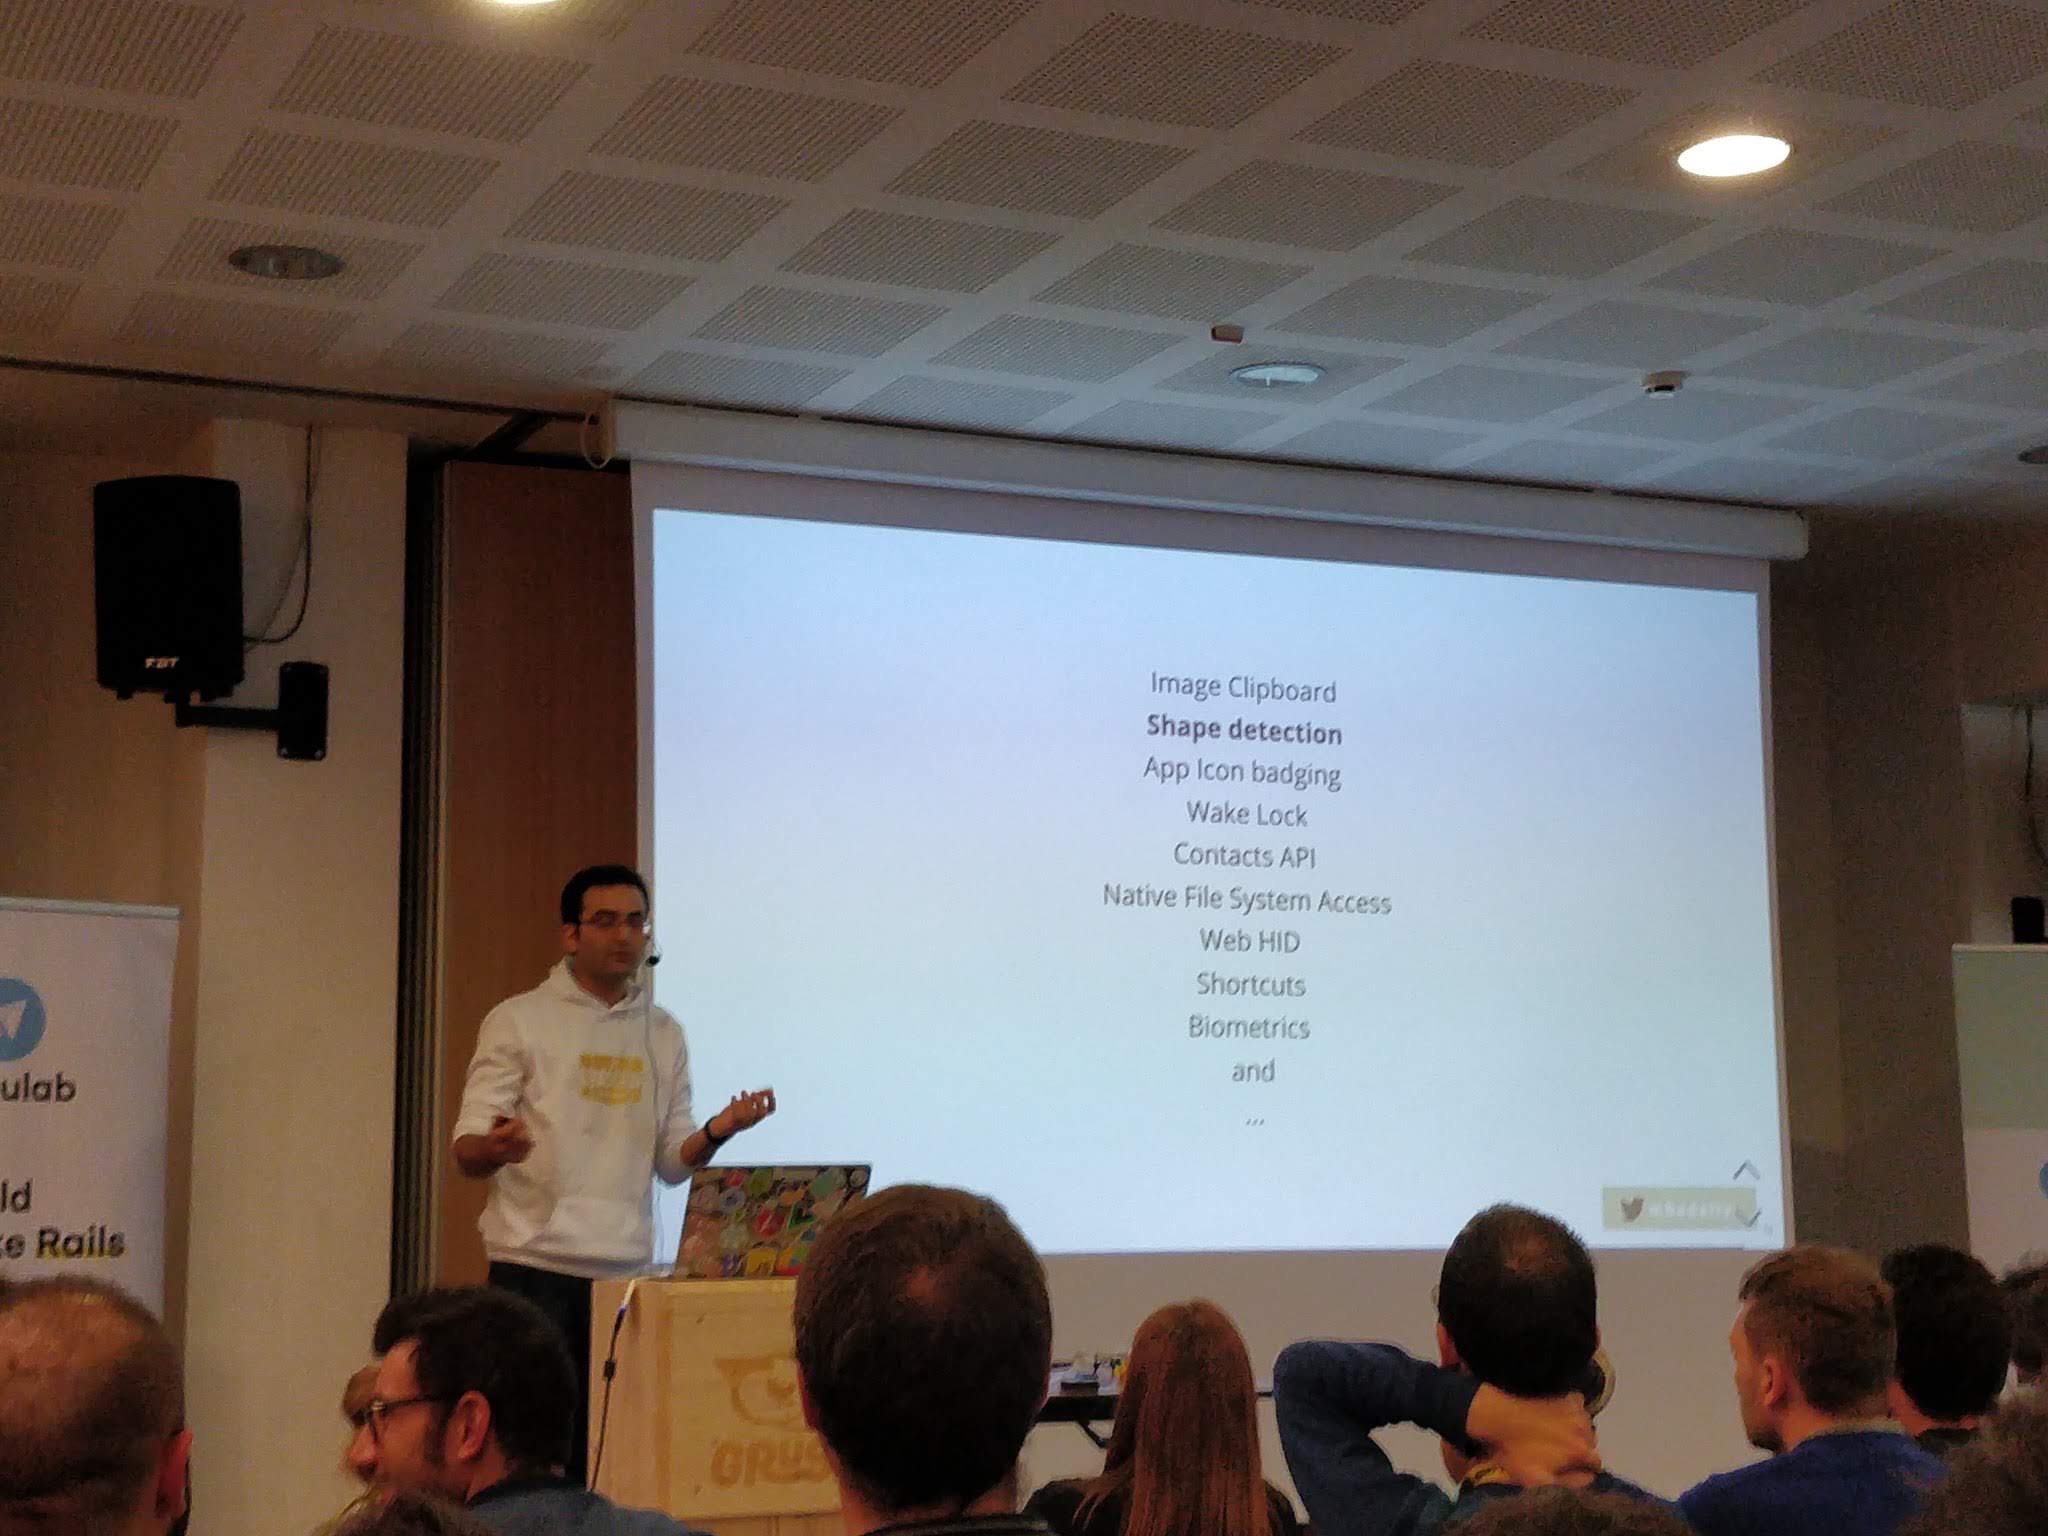 Image Clipboard
Shape detection
App Icon badging
Wake Lock
Contacts API
Native File System Access
Web HID
Shortcuts
Biometrics
and
...
ulab
ld
e Rails
GRUS